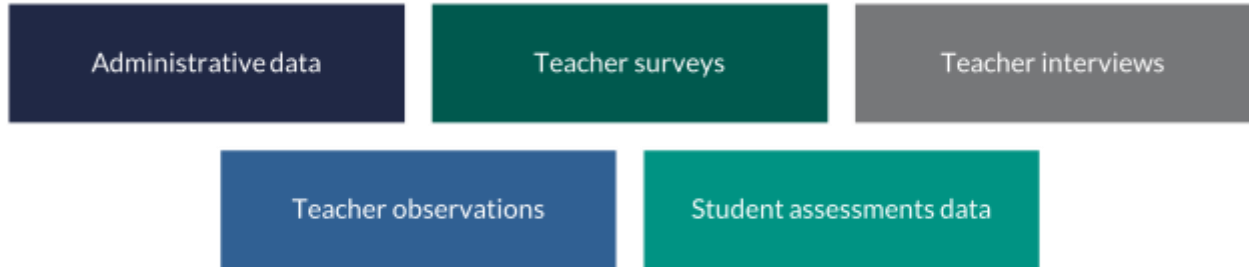 Administrative data
Teacher surveys
Teacher interviews
Teacher observations
Student assessments data